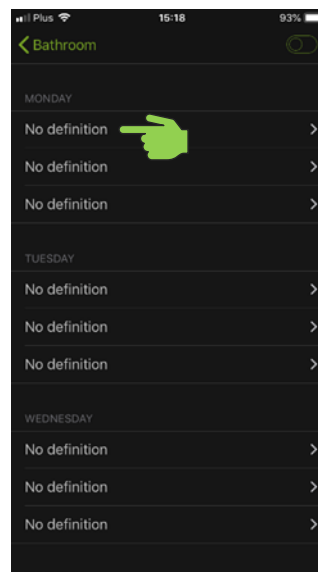 Plus 15:18 93%
Bathroom
MONDAY
No definition
No definition
No definition
TUESDAY
No definition
No definition
No definition
WEDNESDAY
No definition
No definition
No definition